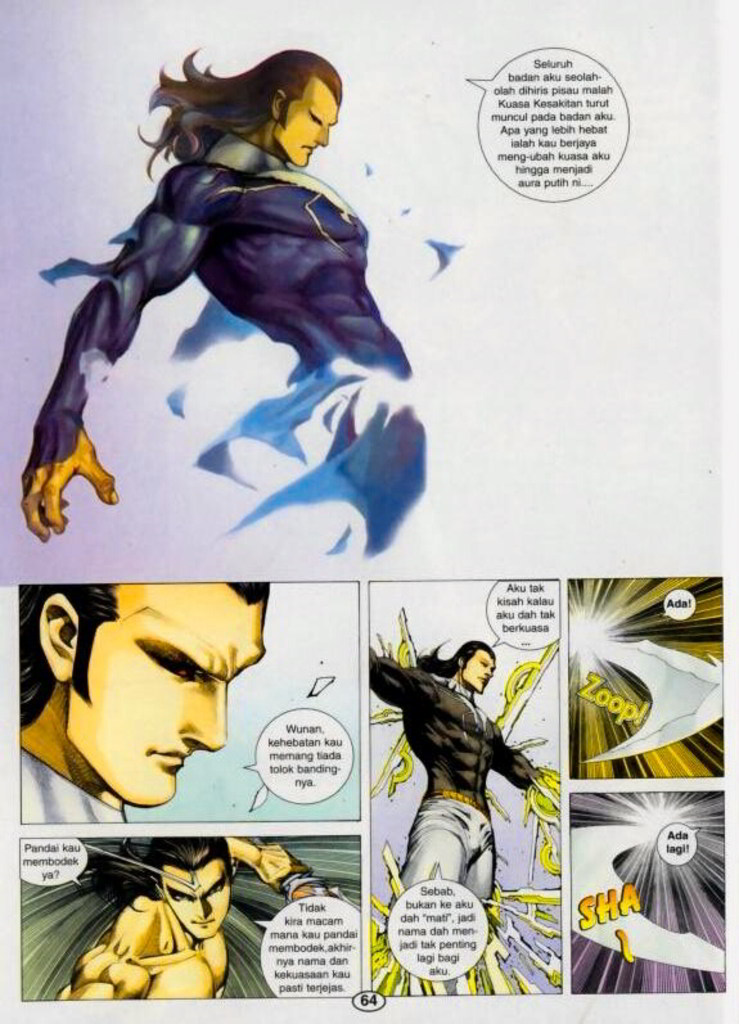 Seluruh
badan aku seolah-
olah dihiris pisau malah
Kuasa Kesakitan turut
muncul pada badan aku.
Apa yang lebih hebat
ialah kau berjaya
meng-ubah kuasa aku
hingga menjadi
aura putih ni....
Wunan,
kehebatan kau
memang tiada
tolok banding-
nya.
Pandai kau
membodek
ya?
Tidak
kira macam
mana kau pandai
membodek,akhir-
nya nama dan
kekuasaan kau
pasti terjejas.
Aku tak
kisah kalau
aku dah tak
berkuasa
...
Sebab,
bukan ke aku
dah "mati", jadi
nama dah men-
jadi tak penting
lagi bagi
aku.
Ada!
Zoop!
Ada
lagi!
SHA
)
64